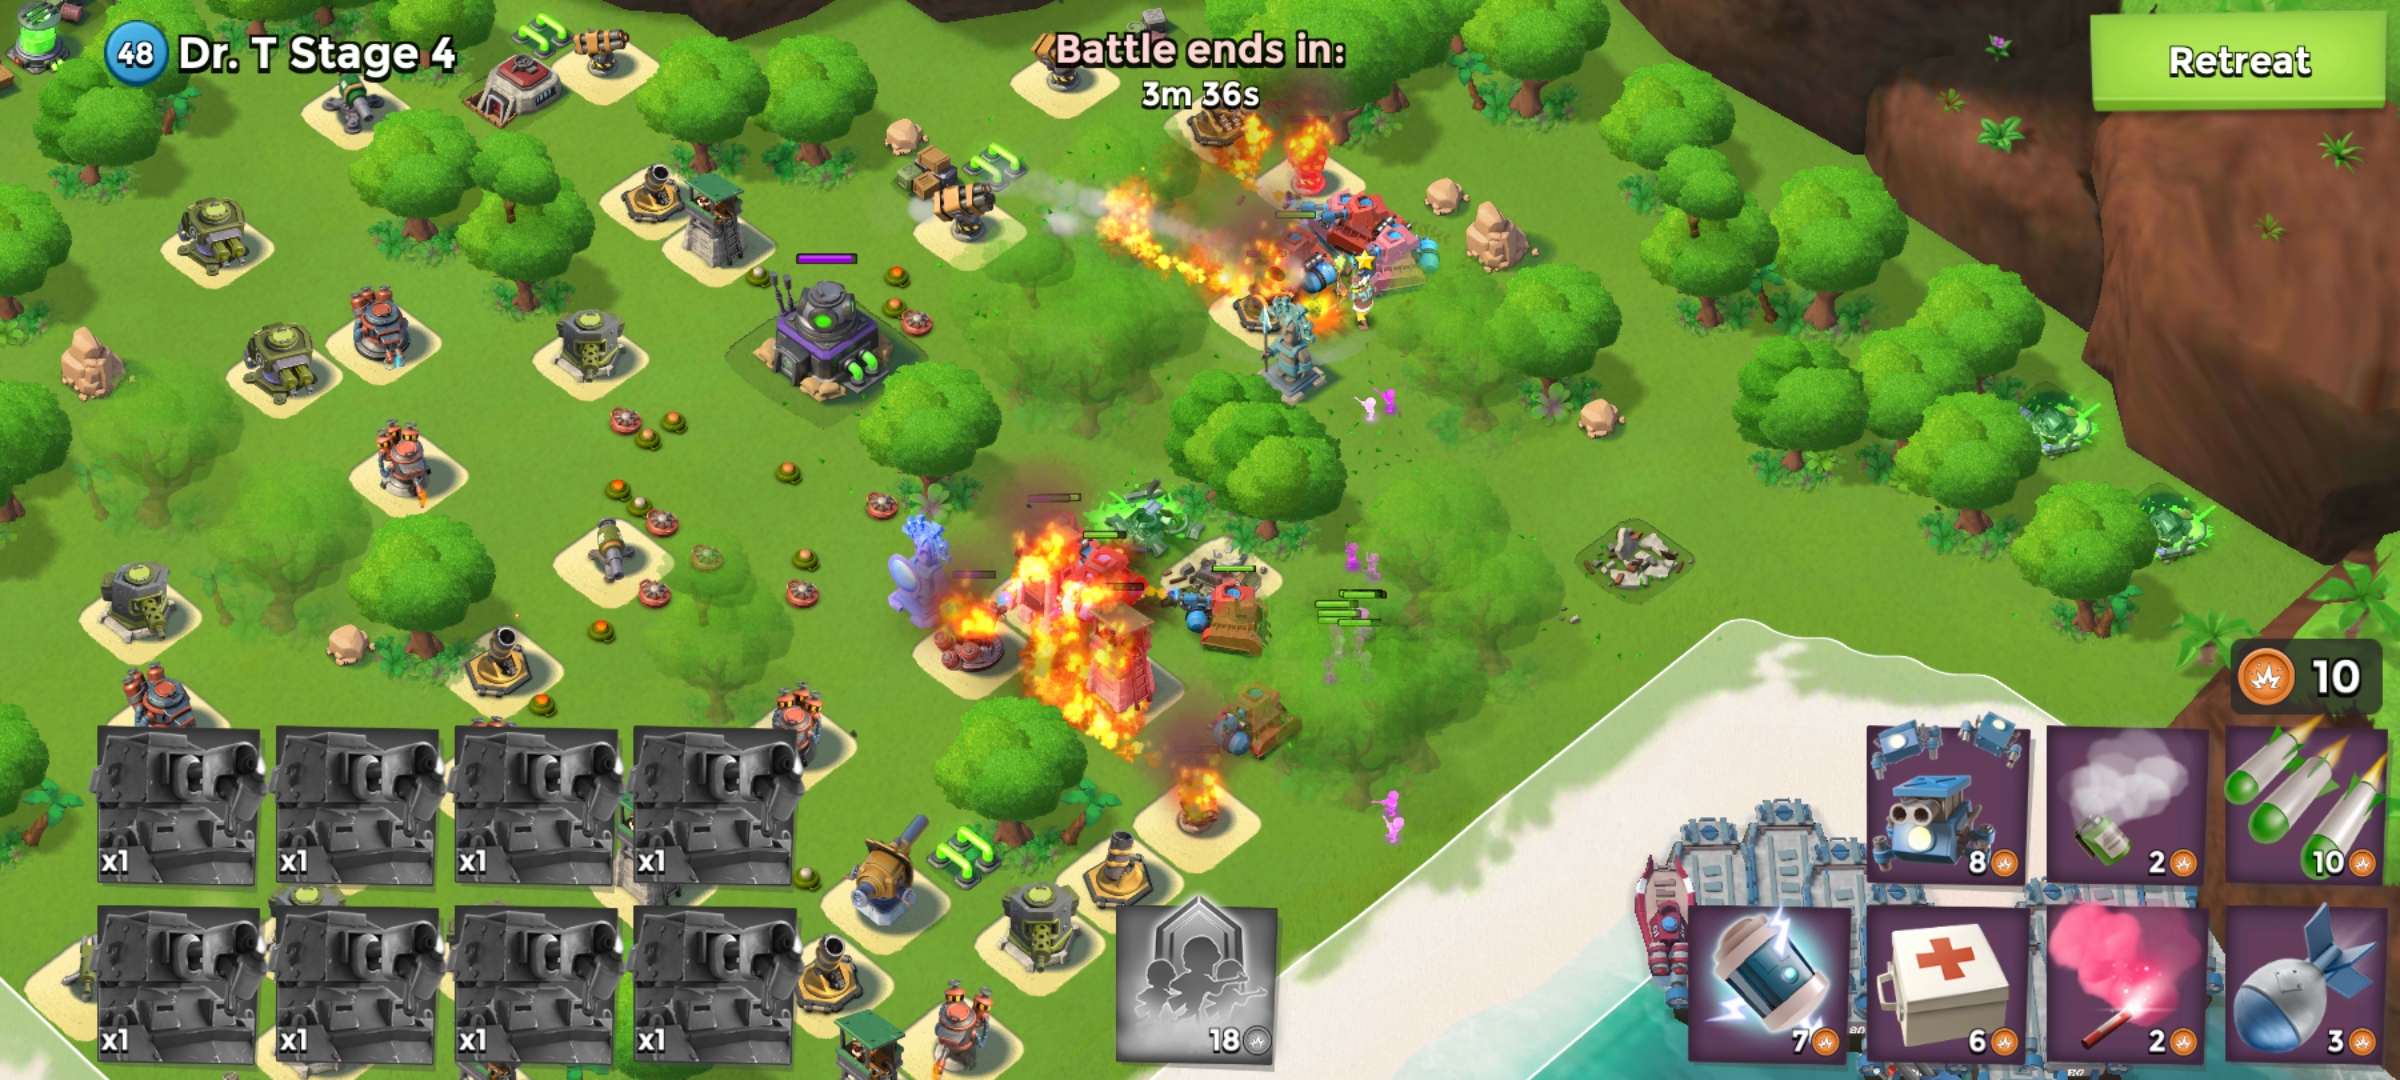 48 Dr. T Stage 4
Battle ends in:
3m 36s
Retreat
10
8 2 10
x1 x1 x1 x1
7 6 2 3
x1 x1 x1 x1
18